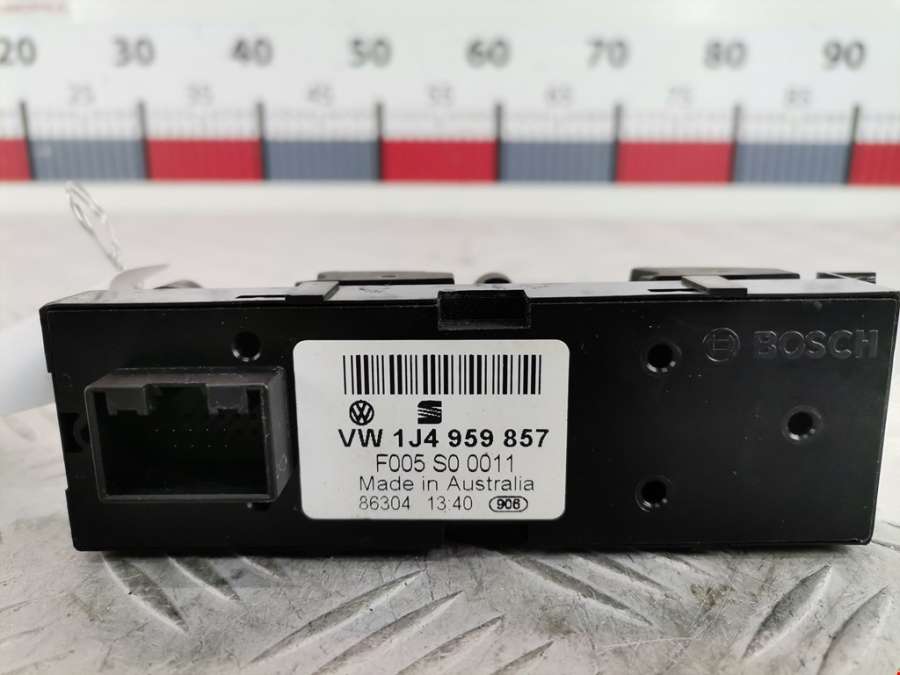 20 30 40 50 60 70 80 90
25 35 45 55 65 75 85
BOSCH
VW 1J4 959 857
F005 S0 0011
Made in Australia
86304 13:40 906